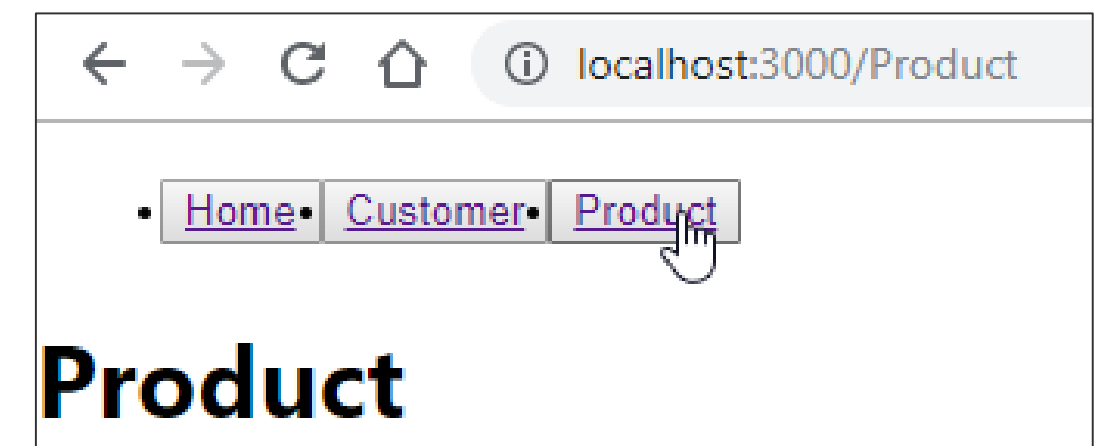 localhost:3000/Product
• Home • Customer • Product
Product